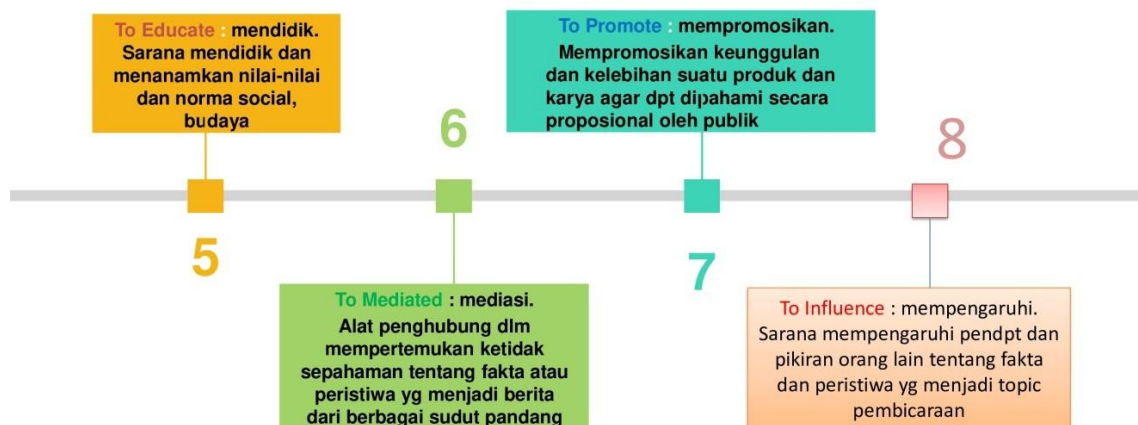 To Educate : mendidik.
Sarana mendidik dan
menanamkan nilai-nilai
dan norma social,
budaya
5
6
To Mediated : mediasi.
Alat penghubung dlm
mempertemukan ketidak
sepahaman tentang fakta atau
peristiwa yg menjadi berita
dari berbagai sudut pandang
To Promote : mempromosikan.
Mempromosikan keunggulan
dan kelebihan suatu produk dan
karya agar dpt dipahami secara
proposional oleh publik
7
8
To Influence : mempengaruhi.
Sarana mempengaruhi pendpt dan
pikiran orang lain tentang fakta
dan peristiwa yg menjadi topic
pembicaraan